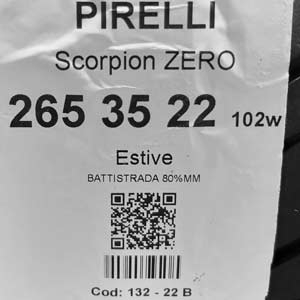 PIRELLI
Scorpion ZERO
265 35 22 102w
Estive
BATTISTRADA 80%MM
Cod: 132 - 22 B